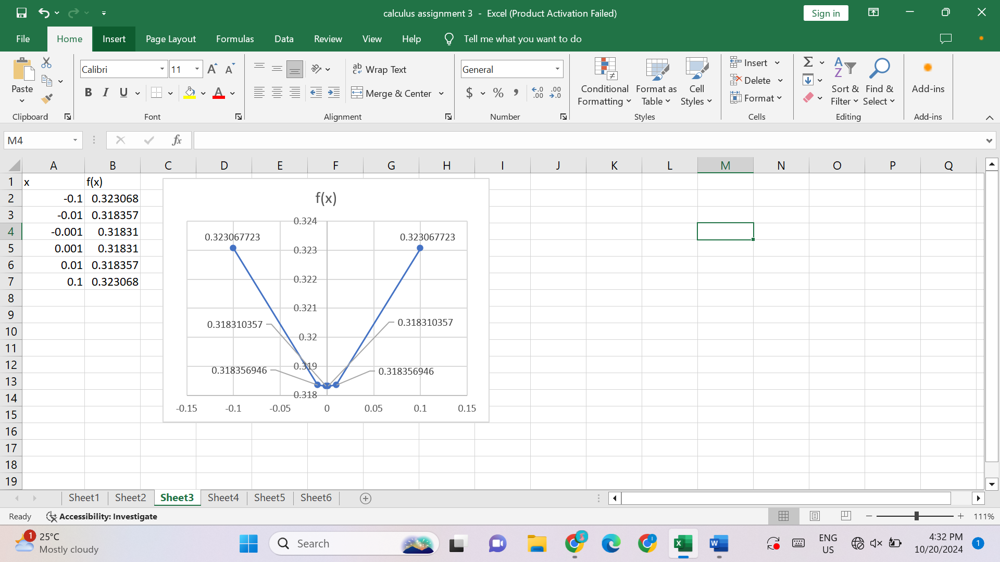 calculus assignment 3 - Excel (Product Activation Failed)
Sign in
File Home Insert Page Layout Formulas Data Review View Help Tell me what you want to do
Paste
Clipboard
Calibri 11
B I U
Font
Wrap Text
Merge & Center
Alignment
General
$ % ,
Number
Conditional Formatting
Format as Table
Cell Styles
Styles
Insert
Delete
Format
Cells
Sort & Filter
Find & Select
Editing
Add-ins
Add-ins
M4
fx
A B C D E F G H I J K L M N O P Q
1 x f(x)
2 -0.1 0.323068
3 -0.01 0.318357
4 -0.001 0.31831
5 0.001 0.31831
6 0.01 0.318357
7 0.1 0.323068
8
9
10
11
12
13
14
15
16
17
18
19
f(x)
0.324
0.323067723 0.323067723
0.323
0.322
0.321
0.318310357 0.318310357
0.32
0.319
0.318356946 0.318356946
0.318
-0.15 -0.1 -0.05 0 0.05 0.1 0.15
Sheet1 Sheet2 Sheet3 Sheet4 Sheet5 Sheet6
Ready Accessibility: Investigate 111%
1 25°C
Mostly cloudy
Search
ENG
US
4:32 PM
10/20/2024
1